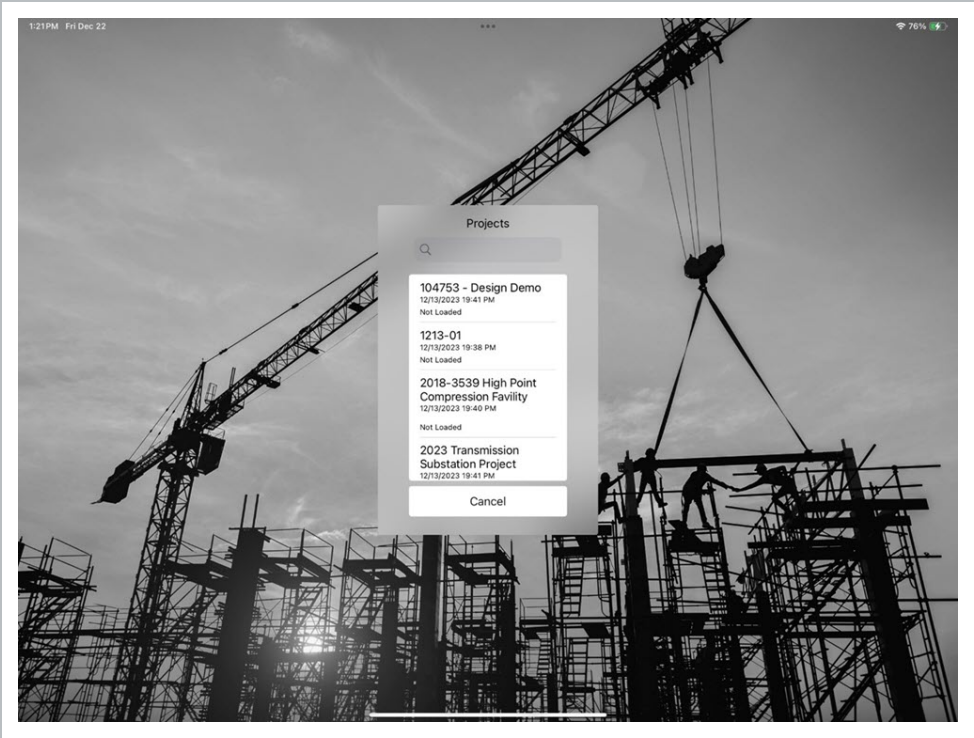 1:21 PM Fri Dec 22
76%
Projects
104753 - Design Demo
12/13/2023 19:41 PM
Not Loaded
1213-01
12/13/2023 19:38 PM
Not Loaded
2018-3539 High Point
Compression Favility
12/13/2023 19:40 PM
Not Loaded
2023 Transmission
Substation Project
12/13/2023 19:41 PM
Cancel